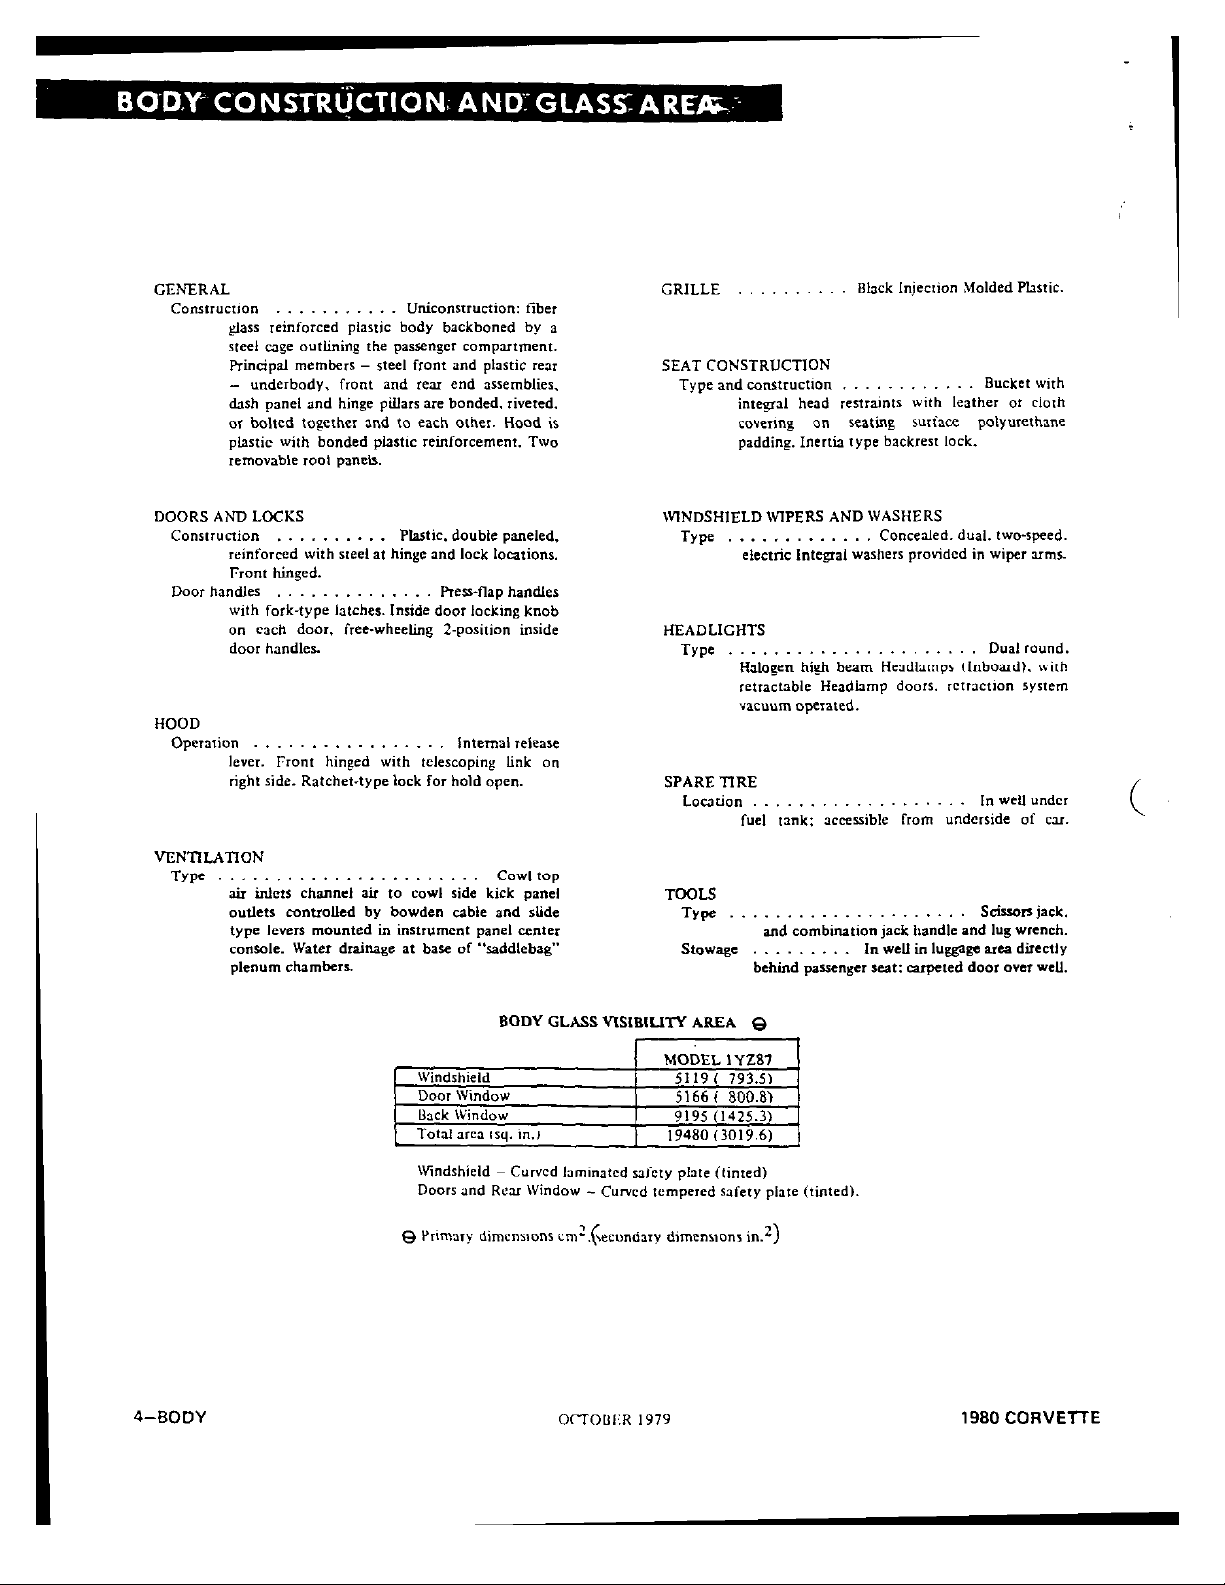 BODY CONSTRUCTION AND GLASS AREA
GENERAL
Construction . . . . . . . . . . . Uniconstruction: fiber
glass reinforced plastic body backboned by a
steel cage outlining the passenger compartment.
Principal members – steel front and plastic rear
– underbody, front and rear end assemblies,
dash panel and hinge pillars are bonded, riveted,
or bolted together and to each other. Hood is
plastic with bonded plastic reinforcement. Two
removable roof panels.
DOORS AND LOCKS
Construction . . . . . . . . . . Plastic, double paneled,
reinforced with steel at hinge and lock locations.
Front hinged.
Door handles . . . . . . . . . . . . . . Press-flap handles
with fork-type latches. Inside door locking knob
on each door, free-wheeling 2-position inside
door handles.
HOOD
Operation . . . . . . . . . . . . . . . . . Internal release
lever. Front hinged with telescoping link on
right side. Ratchet-type lock for hold open.
VENTILATION
Type . . . . . . . . . . . . . . . . . . . . . . . Cowl top
air inlets channel air to cowl side kick panel
outlets controlled by bowden cable and slide
type levers mounted in instrument panel center
console. Water drainage at base of "saddlebag"
plenum chambers.
GRILLE . . . . . . . . . . Black Injection Molded Plastic.
SEAT CONSTRUCTION
Type and construction . . . . . . . . . . . . Bucket with
integral head restraints with leather or cloth
covering on seating surface polyurethane
padding. Inertia type backrest lock.
WINDSHIELD WIPERS AND WASHERS
Type . . . . . . . . . . . . . Concealed, dual, two-speed.
electric Integral washers provided in wiper arms.
HEADLIGHTS
Type . . . . . . . . . . . . . . . . . . . . . . Dual round.
Halogen high beam Headlamps (Inboard), with
retractable Headlamp doors, retraction system
vacuum operated.
SPARE TIRE
Location . . . . . . . . . . . . . . . . . . . In well under
fuel tank; accessible from underside of car.
TOOLS
Type . . . . . . . . . . . . . . . . . . . . . Scissors jack,
and combination jack handle and lug wrench.
Stowage . . . . . . . . . In well in luggage area directly
behind passenger seat: carpeted door over well.
BODY GLASS VISIBILITY AREA ⊖
MODEL 1YZ87
Windshield 5119 ( 793.5)
Door Window 5166 ( 800.8)
Back Window 9195 (1425.3)
Total area (sq. in.) 19480 (3019.6)
Windshield – Curved laminated safety plate (tinted)
Doors and Rear Window – Curved tempered safety plate (tinted).
⊖ Primary dimensions cm².(secondary dimensions in.²)
4–BODY
OCTOBER 1979
1980 CORVETTE